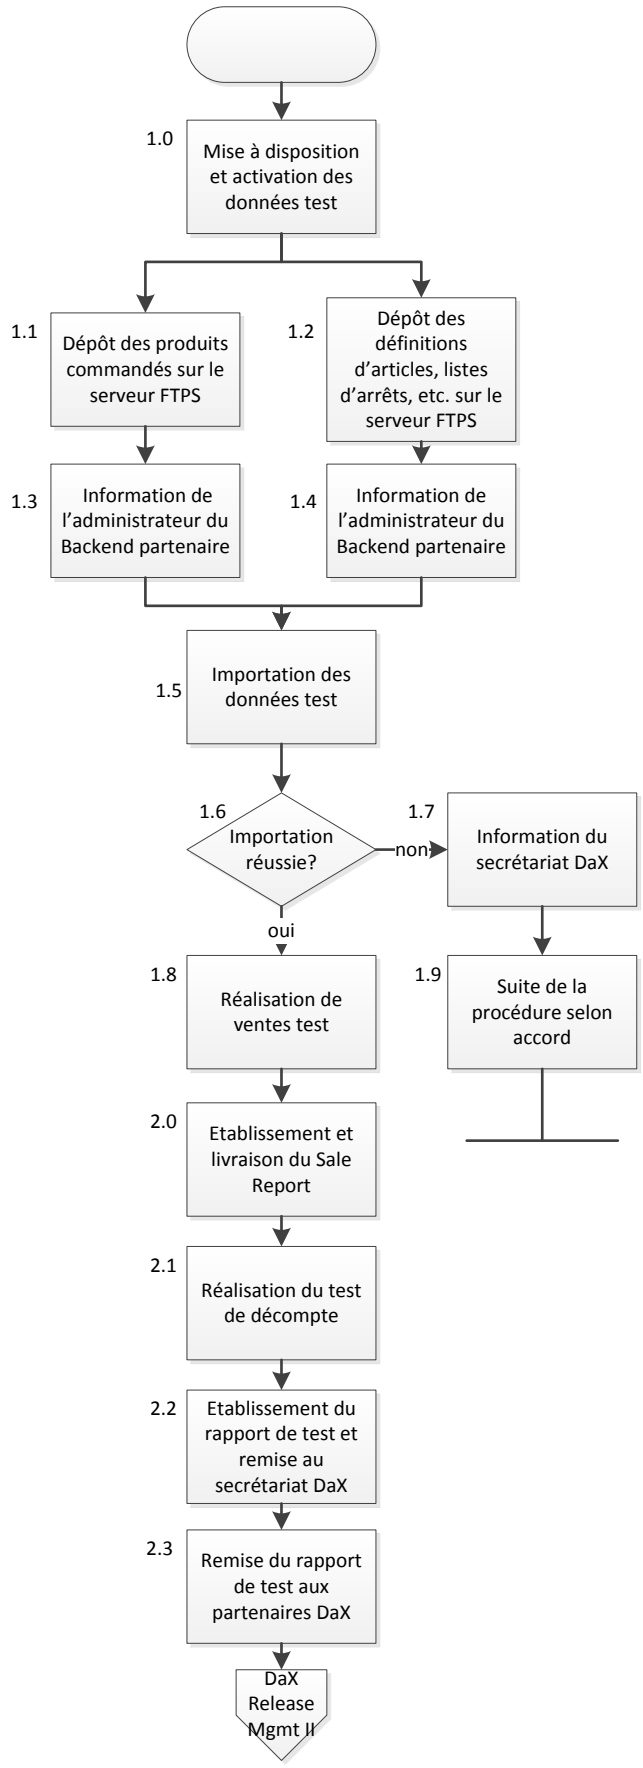 1.0
Mise à disposition
et activation des
données test
1.1
Dépôt des produits
commandés sur le
serveur FTPS
1.2
Dépôt des
définitions
d'articles, listes
d'arrêts, etc. sur le
serveur FTPS
1.3
Information de
l'administrateur du
Backend partenaire
1.4
Information de
l'administrateur du
Backend partenaire
1.5
Importation des
données test
1.6
Importation
réussie?
non
1.7
Information du
secrétariat DaX
oui
1.8
Réalisation de
ventes test
1.9
Suite de la
procédure selon
accord
2.0
Etablissement et
livraison du Sale
Report
2.1
Réalisation du test
de décompte
2.2
Etablissement du
rapport de test et
remise au
secrétariat DaX
2.3
Remise du rapport
de test aux
partenaires DaX
DaX
Release
Mgmt II